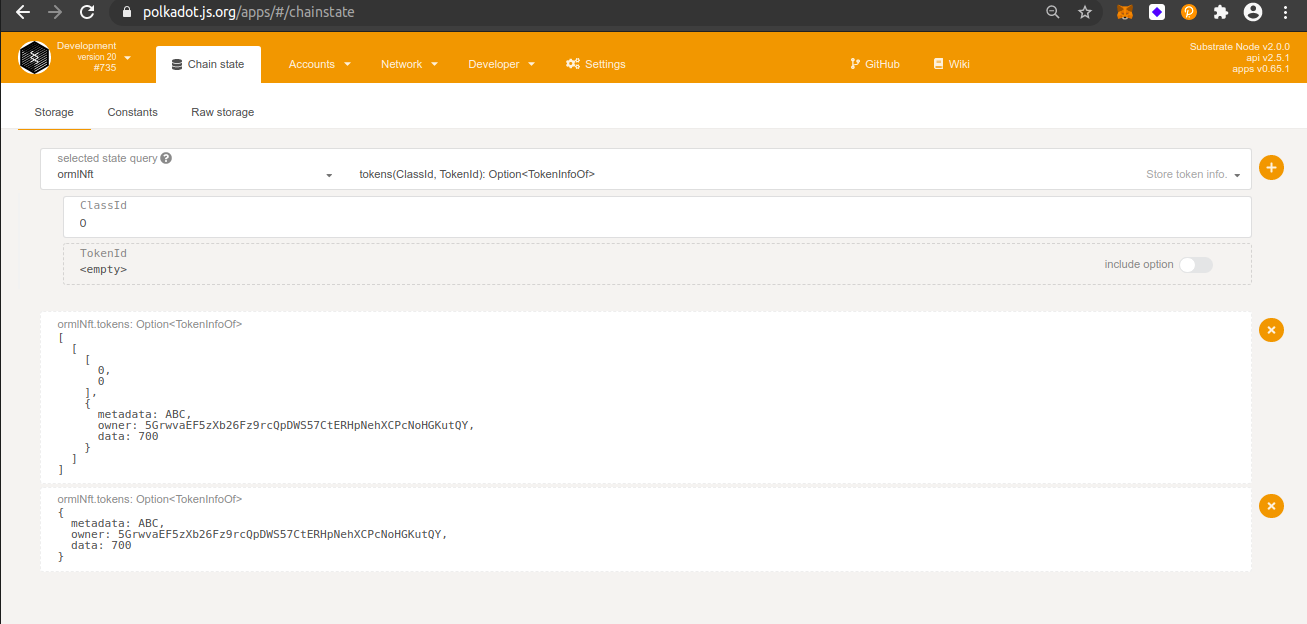 polkadot.js.org/apps/#/chainstate
Development
version 20
#735
Chain state
Accounts
Network
Developer
Settings
GitHub
Wiki
Substrate Node v2.0.0
api v2.5.1
apps v0.65.1
Storage
Constants
Raw storage
selected state query
ormlNft
tokens(ClassId, TokenId): Option<TokenInfoOf>
Store token info.
ClassId
0
TokenId
<empty>
include option
ormlNft.tokens: Option<TokenInfoOf>
[
[
[
0,
0
],
{
metadata: ABC,
owner: 5GrwvaEF5zXb26Fz9rcQpDWS57CtERHpNehXCPcNoHGKutQY,
data: 700
}
]
]
ormlNft.tokens: Option<TokenInfoOf>
{
metadata: ABC,
owner: 5GrwvaEF5zXb26Fz9rcQpDWS57CtERHpNehXCPcNoHGKutQY,
data: 700
}